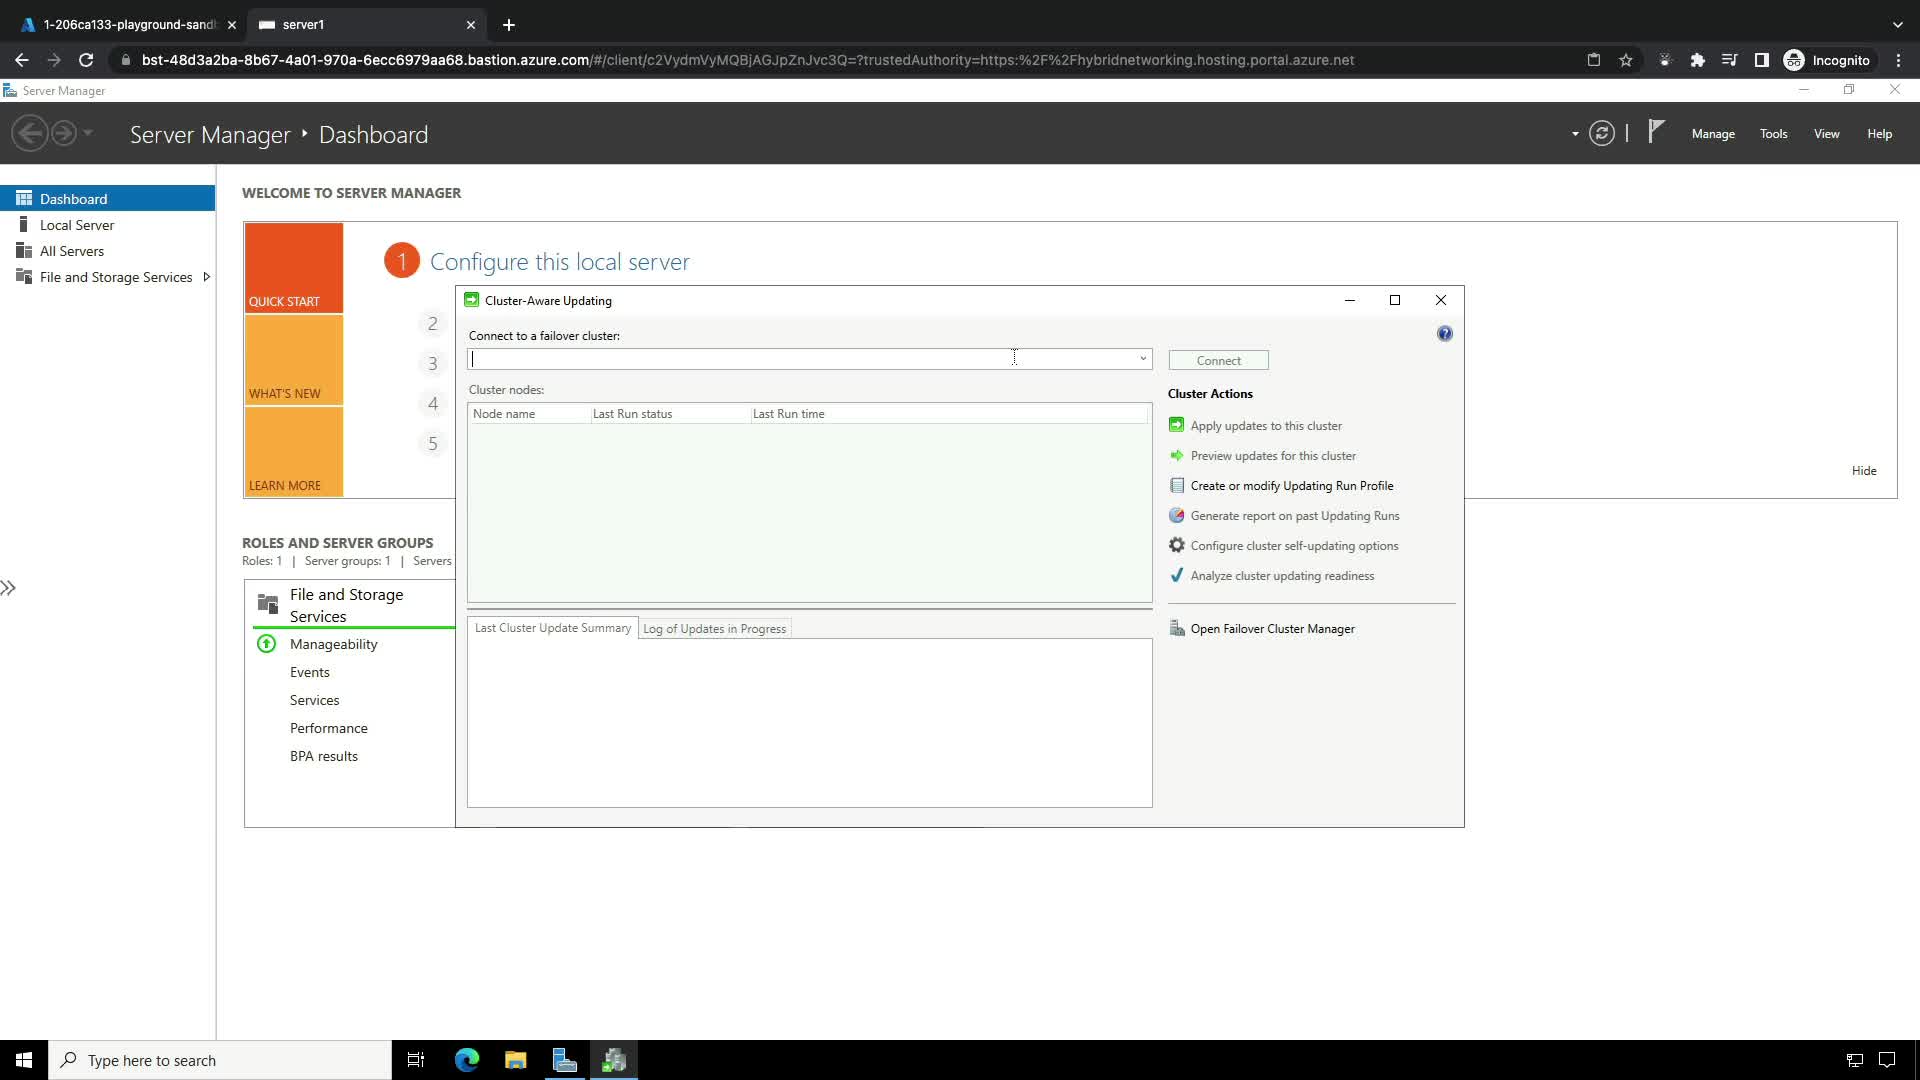 1-206ca133-playground-sand
server1
bst-48d3a2ba-8b67-4a01-970a-6ecc6979aa68.bastion.azure.com/#/client/c2VydmVyMQBjAGJpZnJvc3Q=?trustedAuthority=https:%2F%2Fhybridnetworking.hosting.portal.azure.net
Incognito
Server Manager
Server Manager ‣ Dashboard
Manage
Tools
View
Help
Dashboard
Local Server
All Servers
File and Storage Services
WELCOME TO SERVER MANAGER
QUICK START
WHAT'S NEW
LEARN MORE
1 Configure this local server
2
3
4
5
Hide
Cluster-Aware Updating
Connect to a failover cluster:
Connect
Cluster nodes:
Node name
Last Run status
Last Run time
Cluster Actions
Apply updates to this cluster
Preview updates for this cluster
Create or modify Updating Run Profile
Generate report on past Updating Runs
Configure cluster self-updating options
Analyze cluster updating readiness
Open Failover Cluster Manager
Last Cluster Update Summary
Log of Updates in Progress
ROLES AND SERVER GROUPS
Roles: 1 | Server groups: 1 | Servers
File and Storage
Services
Manageability
Events
Services
Performance
BPA results
Type here to search